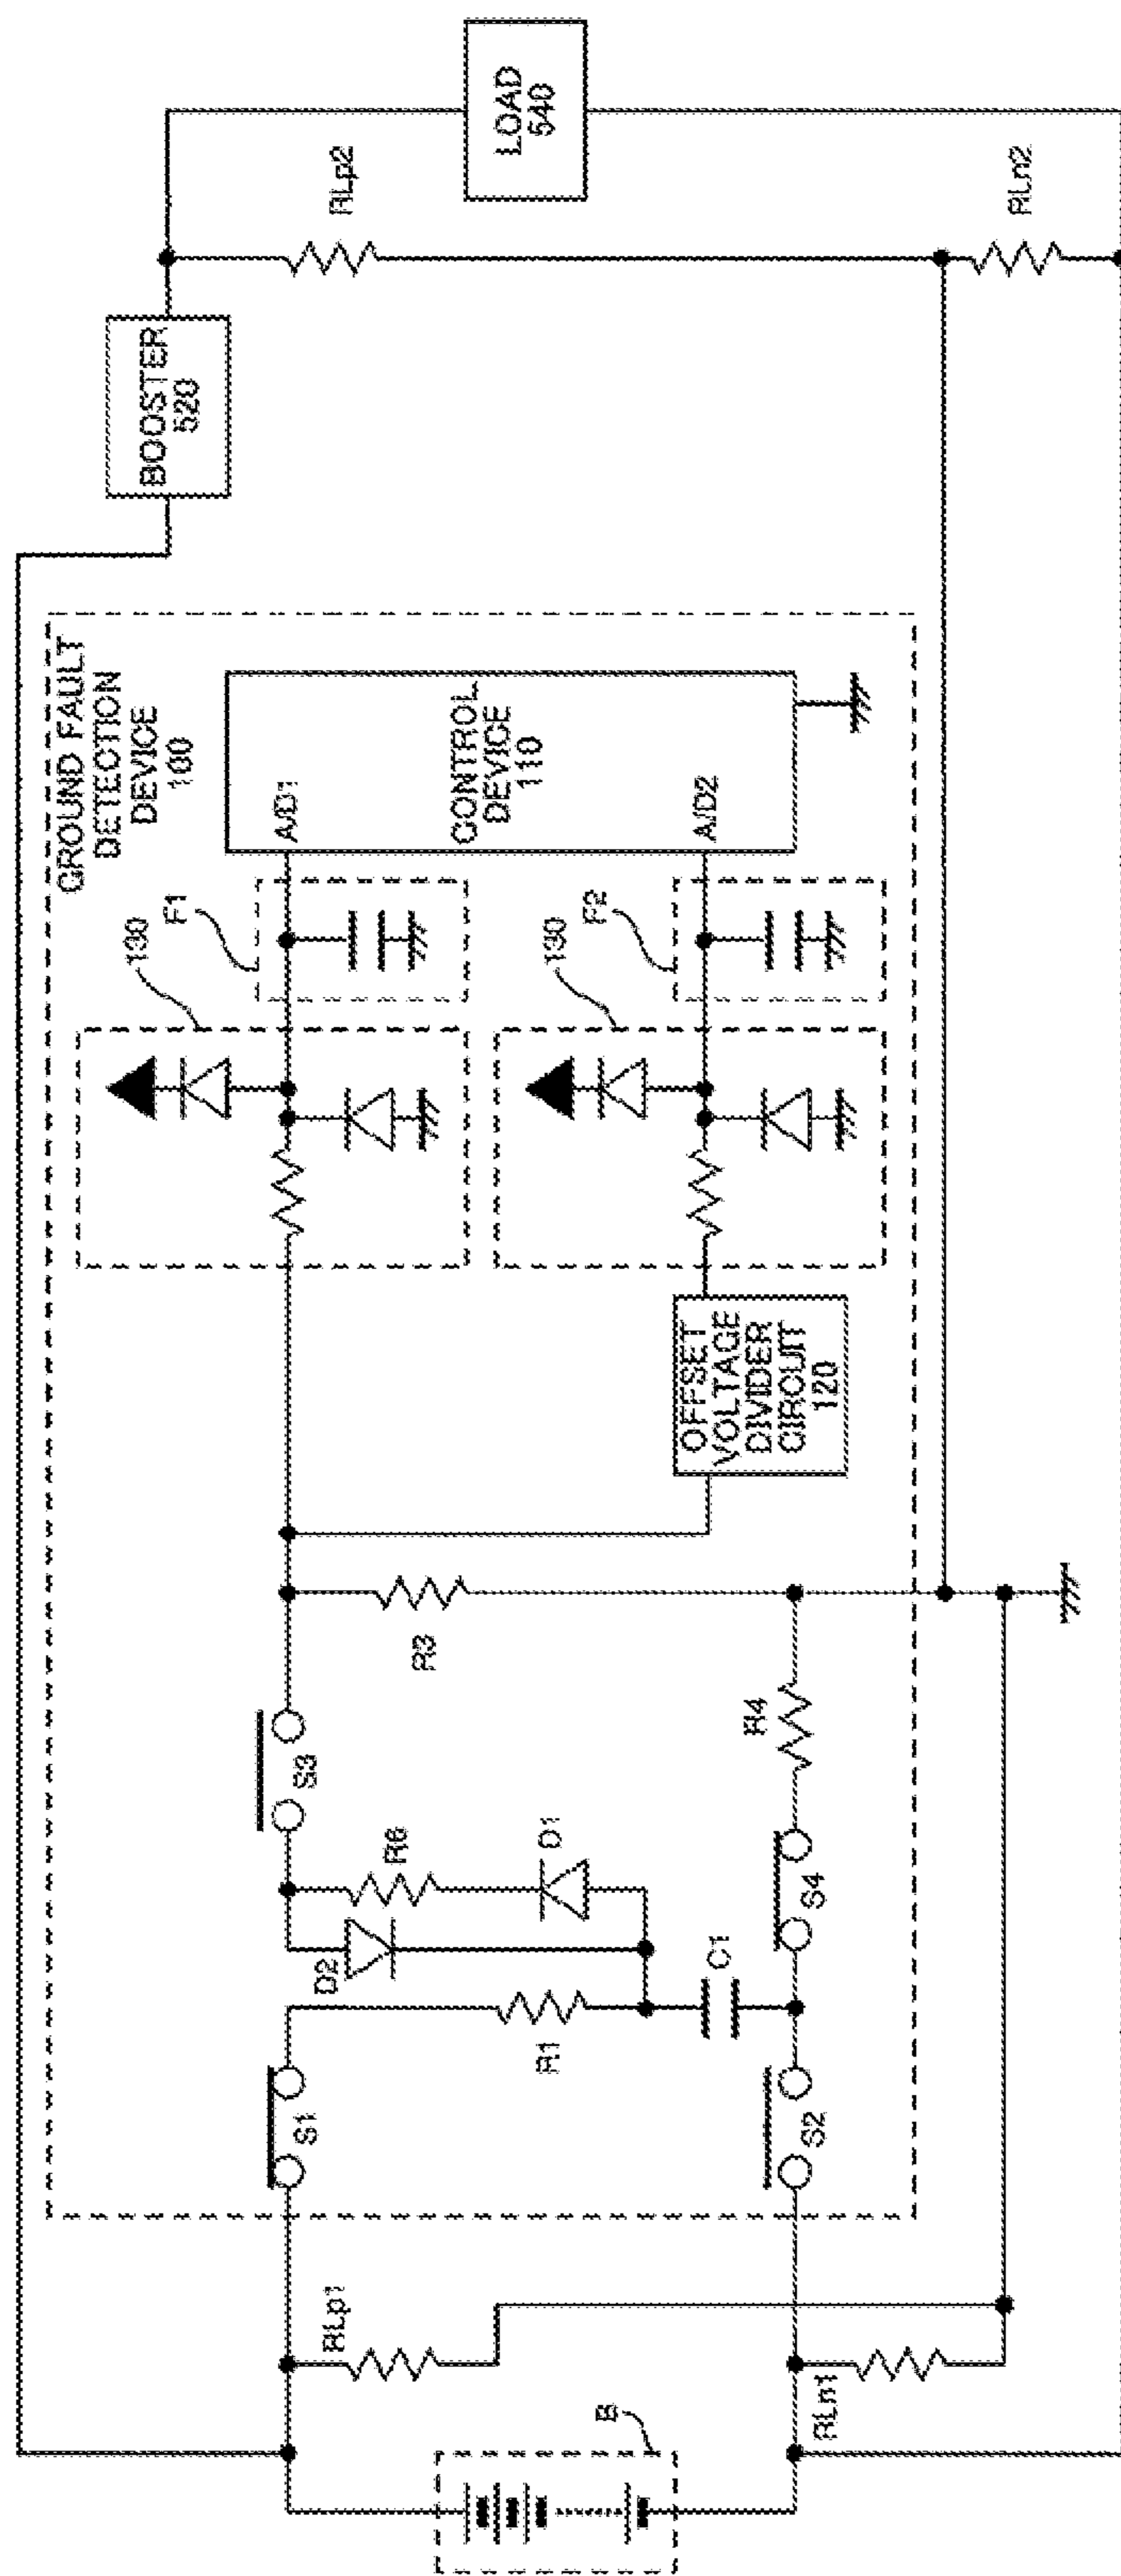 BOOSTER
520
LOAD
540
RLp2
RLn2
GROUND FAULT
DETECTION
DEVICE
100
130
F1
A/D1
CONTROL
DEVICE
110
A/D2
130
F2
OFFSET
VOLTAGE
DIVIDER
CIRCUIT
120
S1
R1
D2
R6
D1
S3
R3
C1
S2
S4
R4
RLp1
B
RLn1